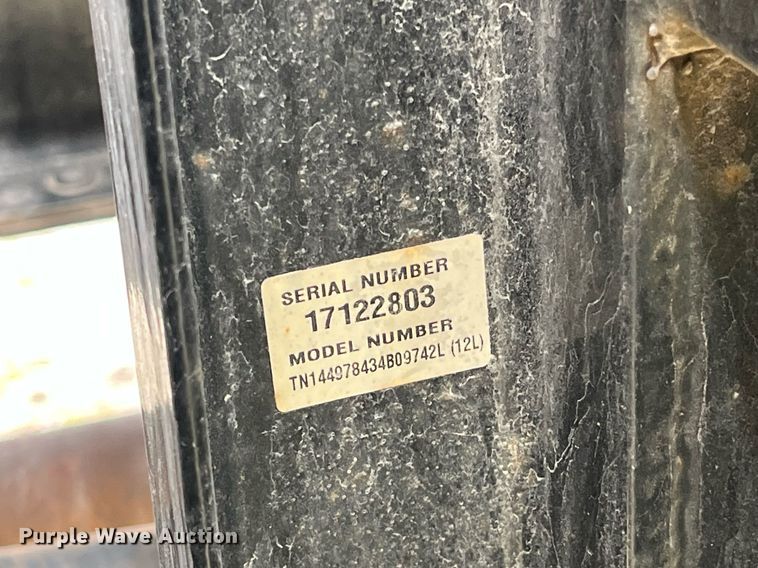 SERIAL NUMBER
17122803
MODEL NUMBER
TN144978434B09742L (12L)
Purple Wave Auction®